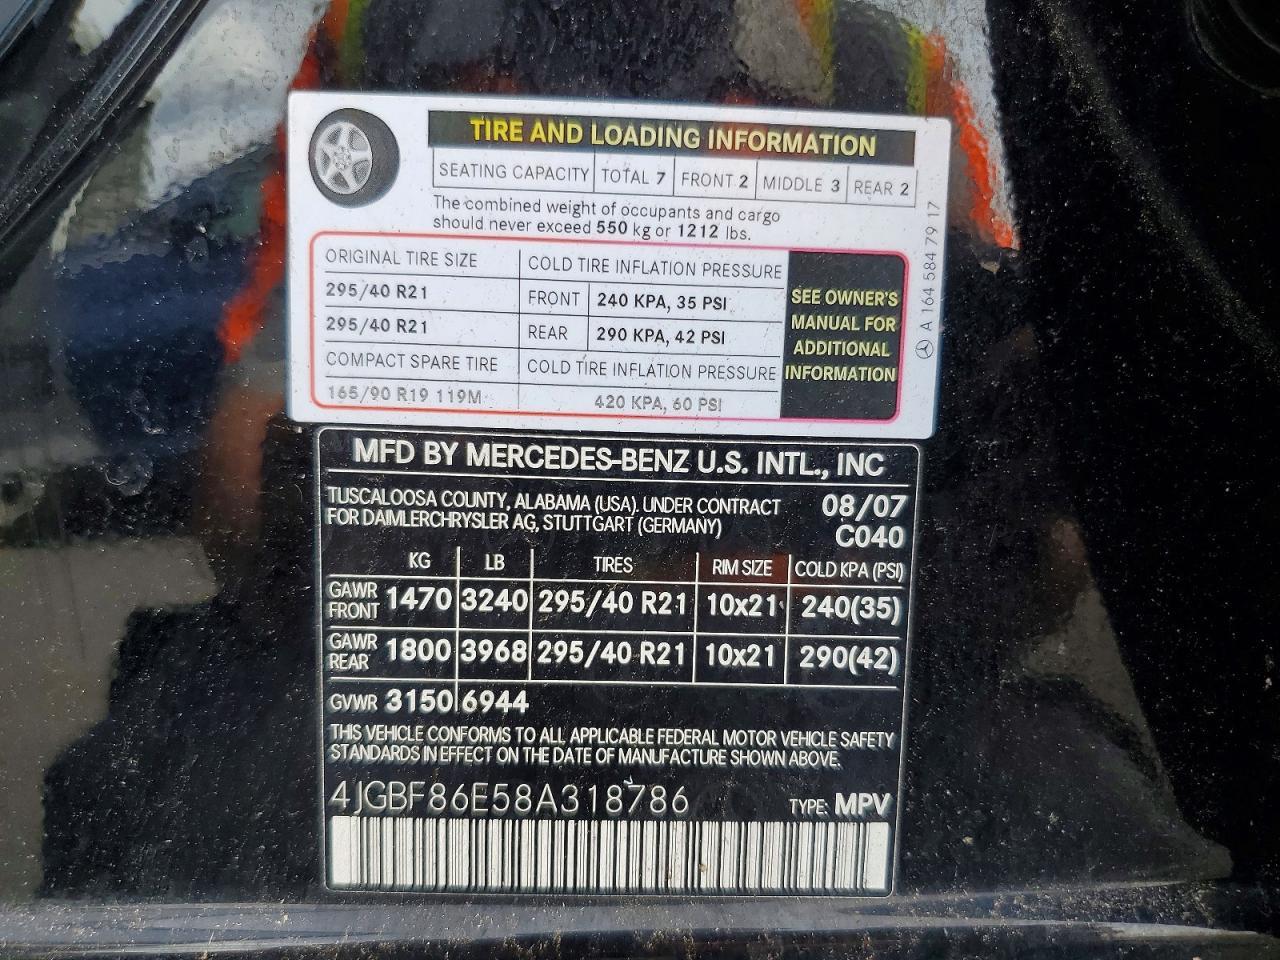 TIRE AND LOADING INFORMATION
SEATING CAPACITY TOTAL 7 FRONT 2 MIDDLE 3 REAR 2
The combined weight of occupants and cargo
should never exceed 550 kg or 1212 lbs.
ORIGINAL TIRE SIZE COLD TIRE INFLATION PRESSURE
295/40 R21 FRONT 240 KPA, 35 PSI
295/40 R21 REAR 290 KPA, 42 PSI
COMPACT SPARE TIRE COLD TIRE INFLATION PRESSURE
165/90 R19 119M 420 KPA, 60 PSI
SEE OWNER'S
MANUAL FOR
ADDITIONAL
INFORMATION
A 164 584 79 17
MFD BY MERCEDES-BENZ U.S. INTL., INC
TUSCALOOSA COUNTY, ALABAMA (USA). UNDER CONTRACT 08/07
FOR DAIMLERCHRYSLER AG, STUTTGART (GERMANY) C040
KG LB TIRES RIM SIZE COLD KPA (PSI)
GAWR FRONT 1470 3240 295/40 R21 10x21 240(35)
GAWR REAR 1800 3968 295/40 R21 10x21 290(42)
GVWR 3150 6944
THIS VEHICLE CONFORMS TO ALL APPLICABLE FEDERAL MOTOR VEHICLE SAFETY
STANDARDS IN EFFECT ON THE DATE OF MANUFACTURE SHOWN ABOVE.
4JGBF86E58A318786 TYPE: MPV